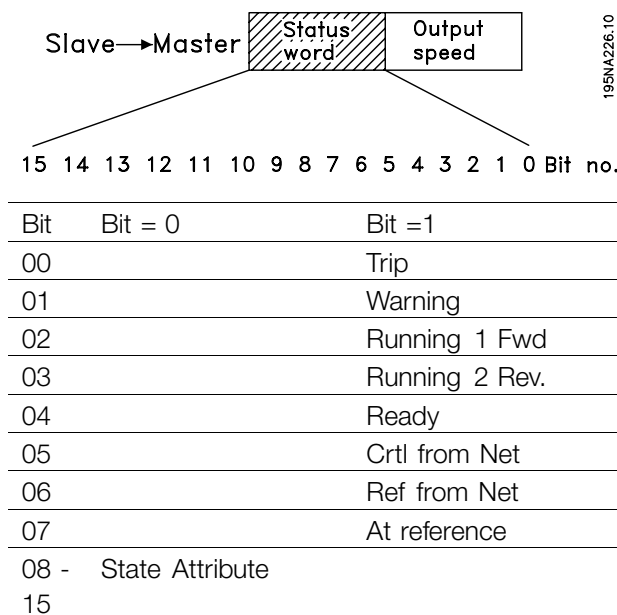 Slave→Master Status word Output speed
195NA226.10
15 14 13 12 11 10 9 8 7 6 5 4 3 2 1 0 Bit no.
Bit Bit = 0 Bit =1
00 Trip
01 Warning
02 Running 1 Fwd
03 Running 2 Rev.
04 Ready
05 Crtl from Net
06 Ref from Net
07 At reference
08 - State Attribute
15